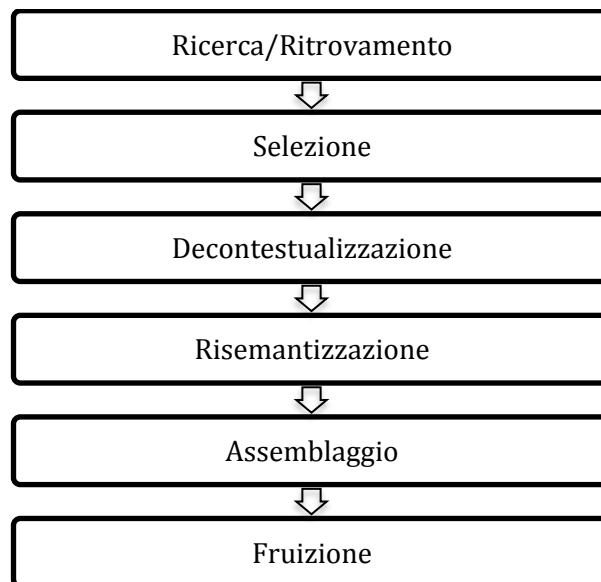 Ricerca/Ritrovamento
Selezione
Decontestualizzazione
Risemantizzazione
Assemblaggio
Fruizione